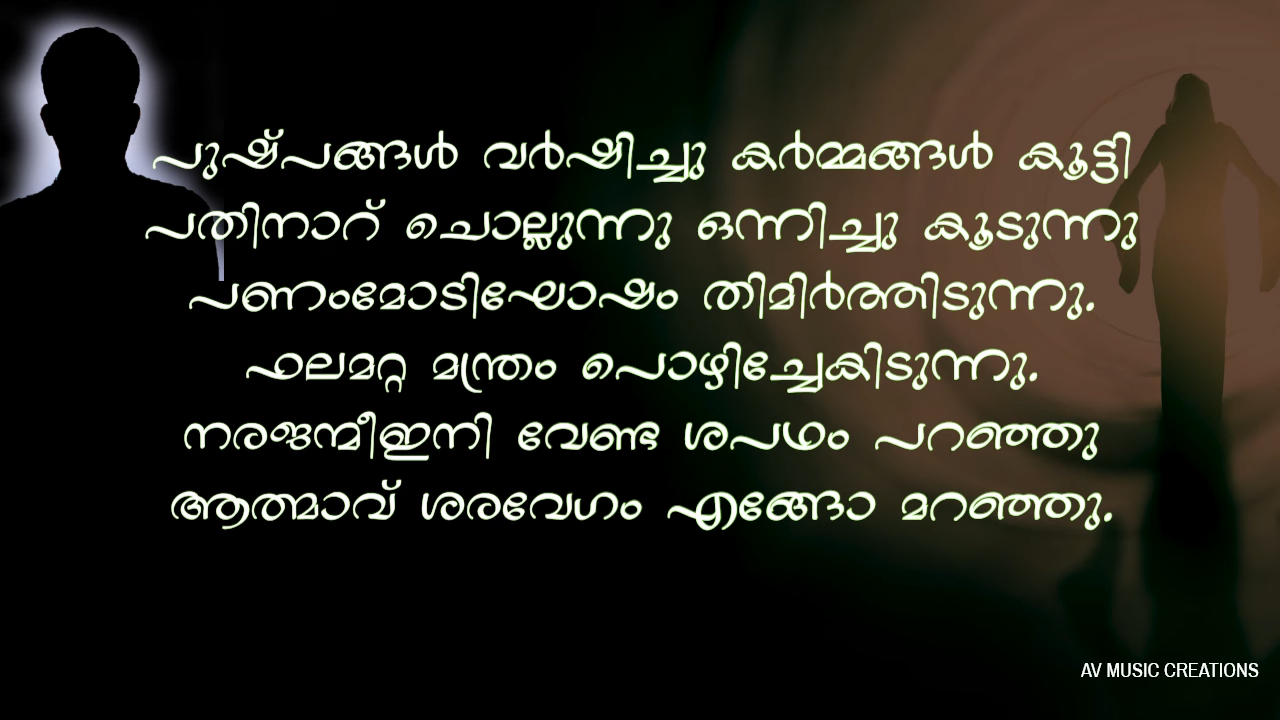 പുഷ്പങ്ങൾ വർഷിച്ചു കർമ്മങ്ങൾ കൂട്ടി
പതിനാറ് ചൊല്ലുന്നു ഒന്നിച്ചു കൂടുന്നു
പണംമോടിഘോഷം തിമിർത്തിടുന്നു.
ഫലമറ്റ മന്ത്രം പൊഴിച്ചേകിടുന്നു.
നരജന്മീഇനി വേണ്ട ശപഥം പറഞ്ഞു
ആത്മാവ് ശരവേഗം എങ്ങോ മറഞ്ഞു.
AV MUSIC CREATIONS